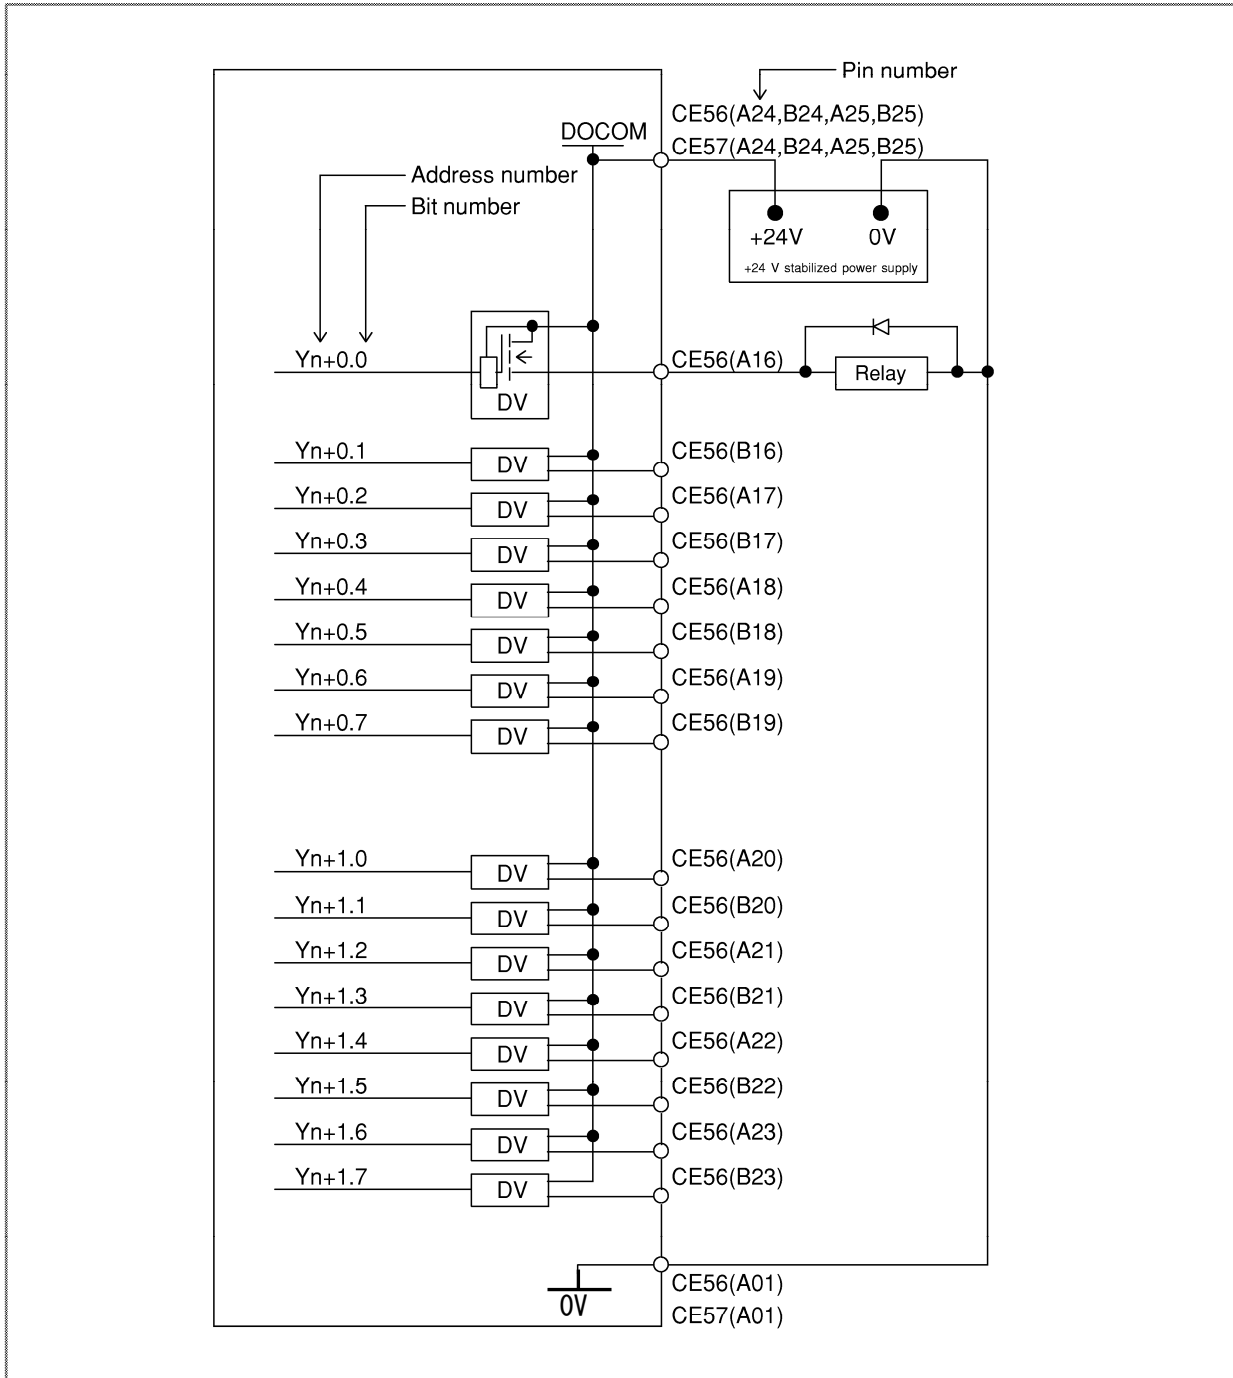 Pin number
CE56(A24,B24,A25,B25)
DOCOM
CE57(A24,B24,A25,B25)
Address number
Bit number
+24V 0V
+24 V stabilized power supply
Yn+0.0
DV
CE56(A16)
Relay
Yn+0.1 DV CE56(B16)
Yn+0.2 DV CE56(A17)
Yn+0.3 DV CE56(B17)
Yn+0.4 DV CE56(A18)
Yn+0.5 DV CE56(B18)
Yn+0.6 DV CE56(A19)
Yn+0.7 DV CE56(B19)
Yn+1.0 DV CE56(A20)
Yn+1.1 DV CE56(B20)
Yn+1.2 DV CE56(A21)
Yn+1.3 DV CE56(B21)
Yn+1.4 DV CE56(A22)
Yn+1.5 DV CE56(B22)
Yn+1.6 DV CE56(A23)
Yn+1.7 DV CE56(B23)
0V
CE56(A01)
CE57(A01)